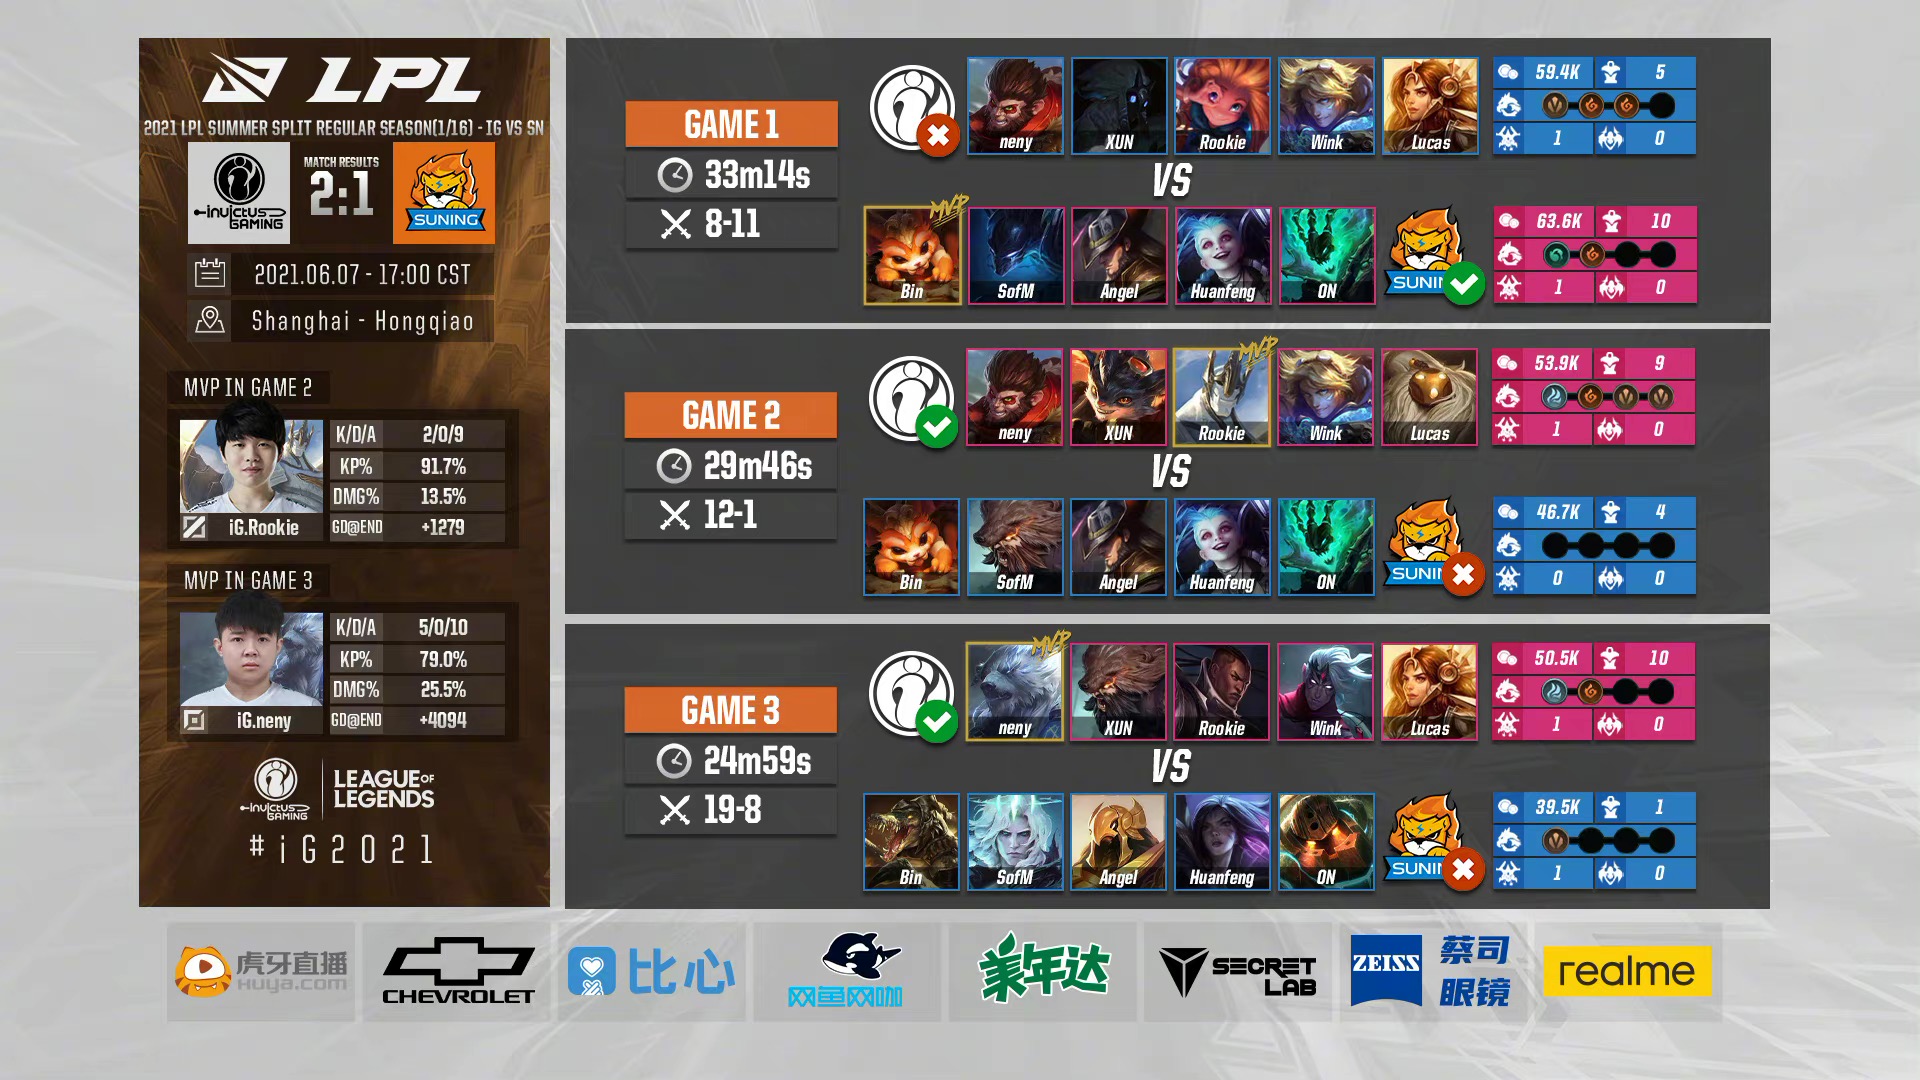 LPL
2021 LPL SUMMER SPLIT REGULAR SEASON(1/16) - IG VS SN
invictus GAMING
MATCH RESULTS
2:1
SUNING
2021.06.07 - 17:00 CST
Shanghai - Hongqiao
MVP IN GAME 2
K/D/A 2/0/9
KP% 91.7%
DMG% 13.5%
iG.Rookie GD@END +1279
MVP IN GAME 3
K/D/A 5/0/10
KP% 79.0%
DMG% 25.5%
iG.neny GD@END +4094
invictus GAMING
LEAGUE OF LEGENDS
#iG2021
GAME 1
33m14s
8-11
neny XUN Rookie Wink Lucas
59.4K 5
1 0
VS
MVP
Bin SofM Angel Huanfeng ON
SUNI
63.6K 10
1 0
GAME 2
29m46s
12-1
MVP
neny XUN Rookie Wink Lucas
53.9K 9
1 0
VS
Bin SofM Angel Huanfeng ON
SUNI
46.7K 4
0 0
GAME 3
24m59s
19-8
MVP
neny XUN Rookie Wink Lucas
50.5K 10
1 0
VS
Bin SofM Angel Huanfeng ON
SUNI
39.5K 1
1 0
虎牙直播
Huya.com
CHEVROLET
比心
网鱼网咖
美年达
SECRET LAB
ZEISS
蔡司
眼镜
realme